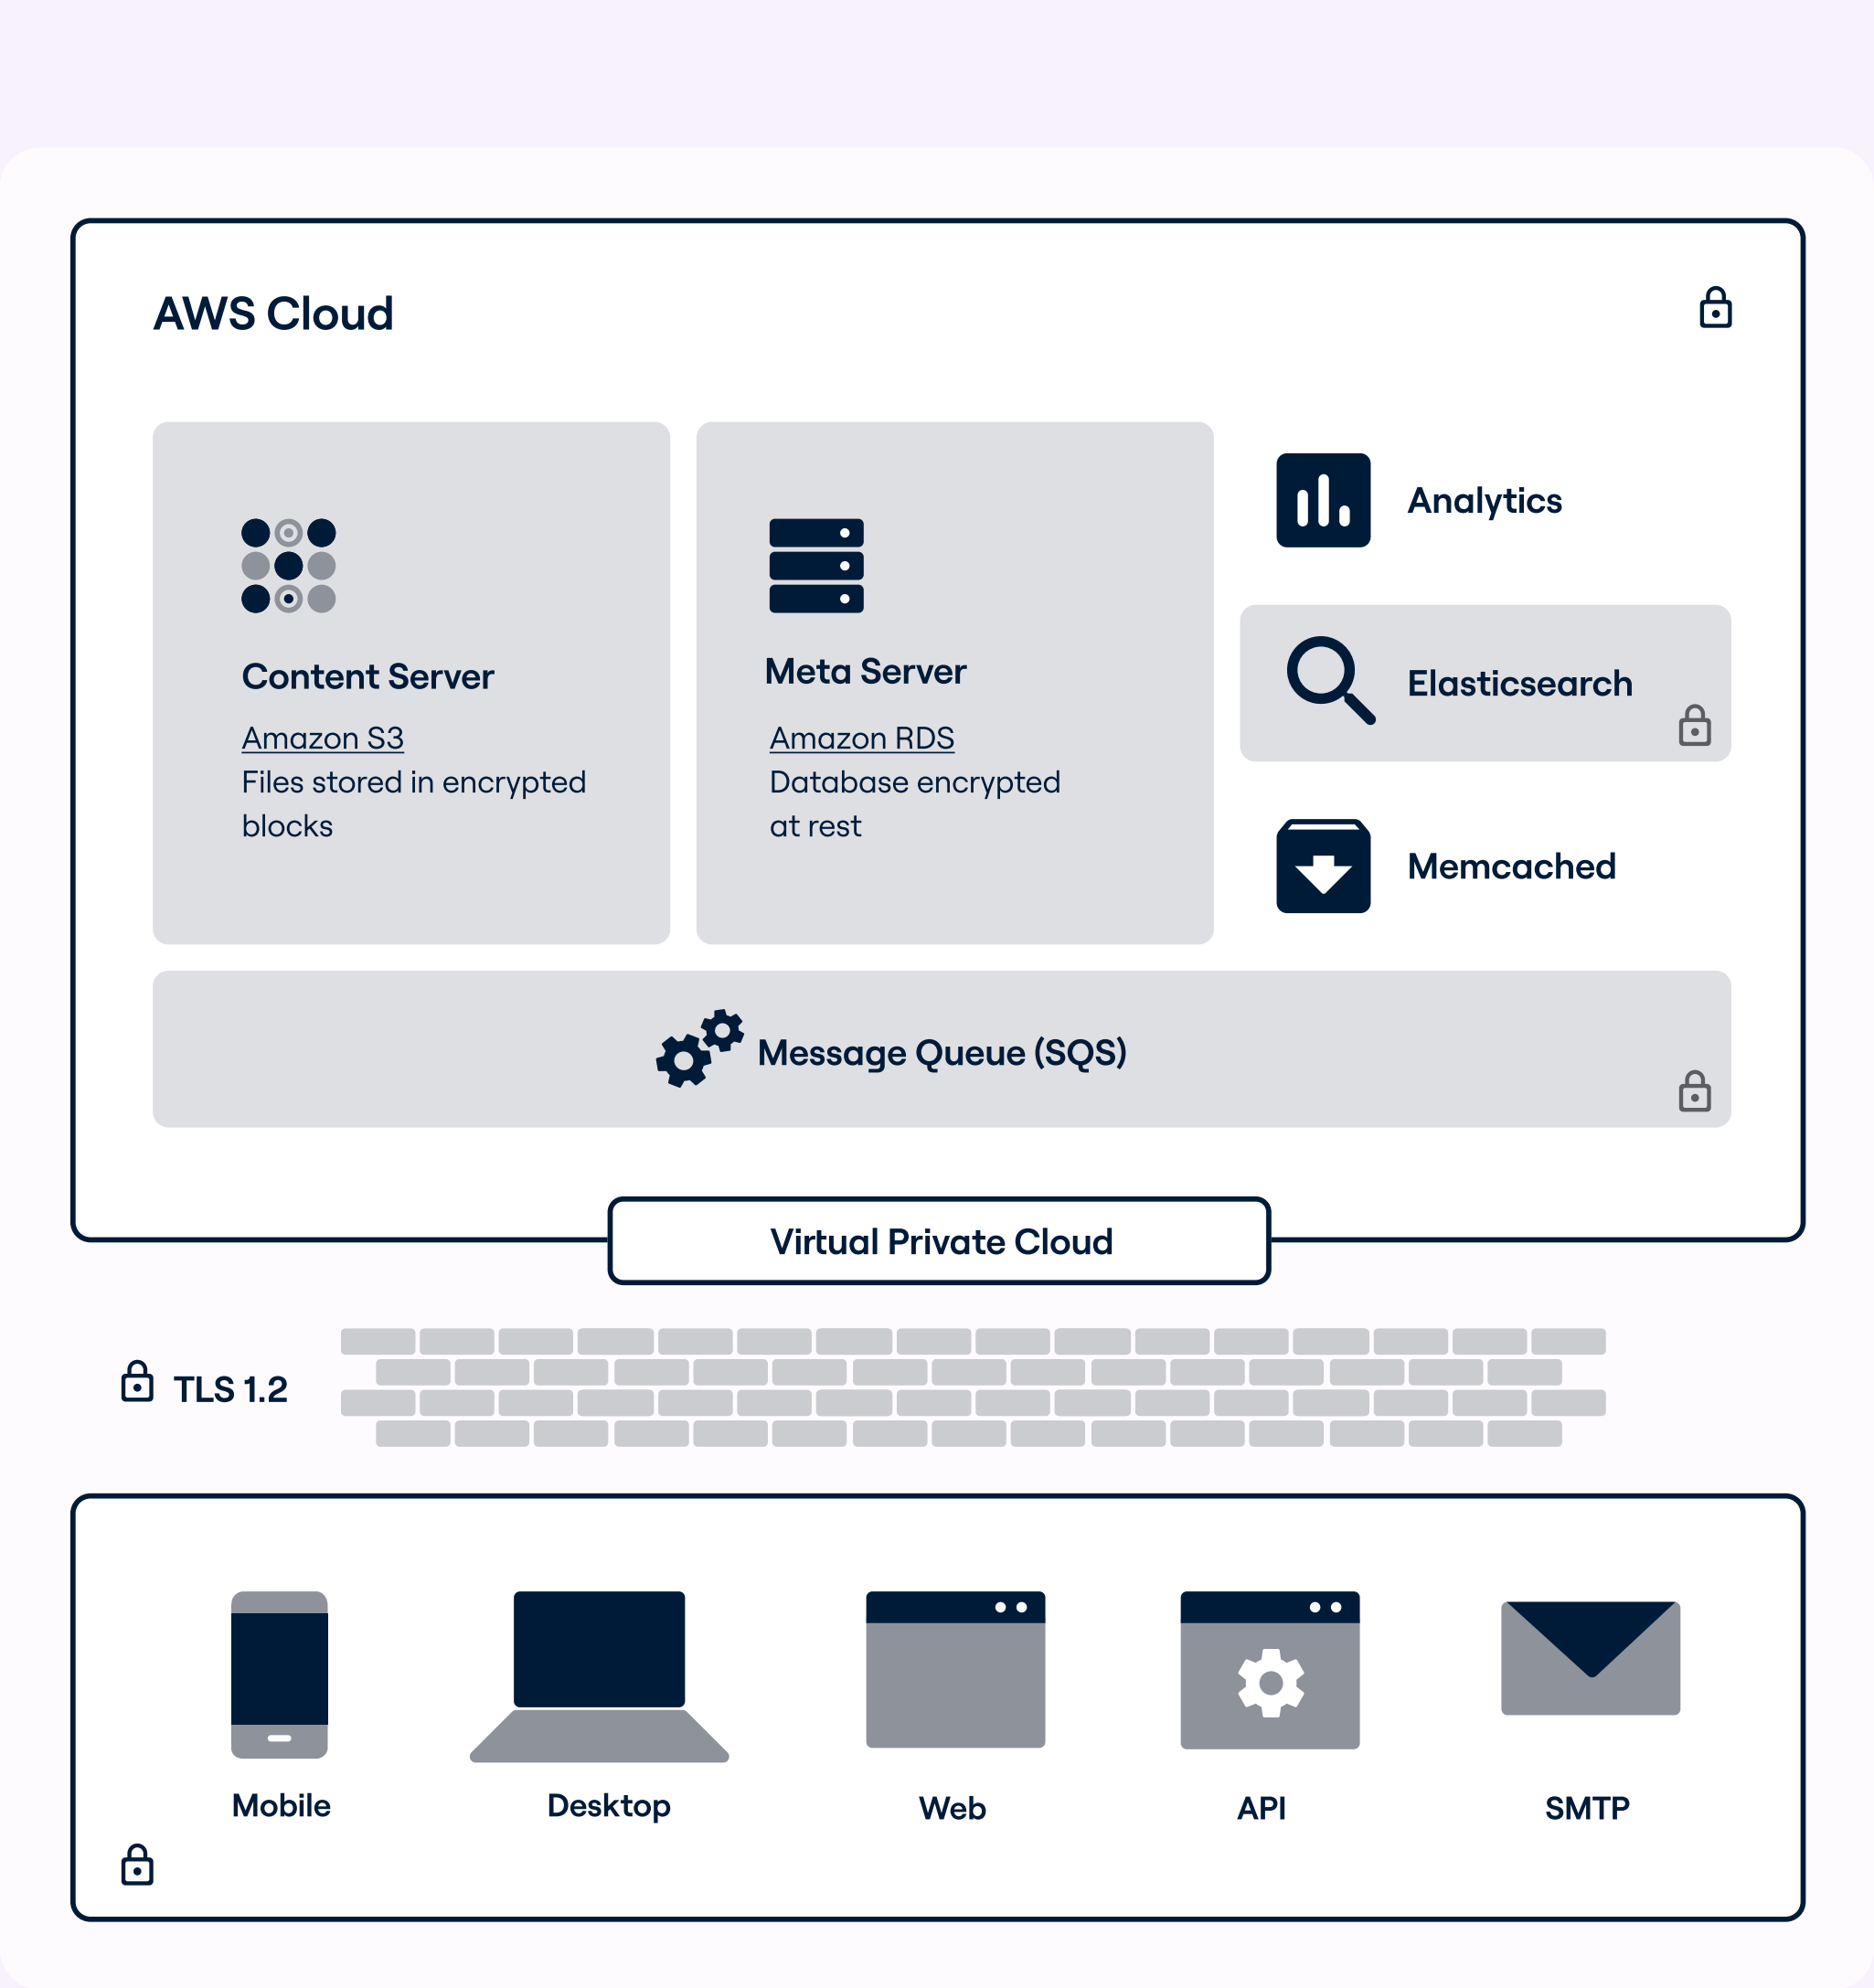 AWS Cloud
Content Server
Amazon S3
Files stored in encrypted
blocks
Meta Server
Amazon RDS
Database encrypted
at rest
Analytics
Elasticsearch
Memcached
Message Queue (SQS)
Virtual Private Cloud
TLS 1.2
Mobile
Desktop
Web
API
SMTP